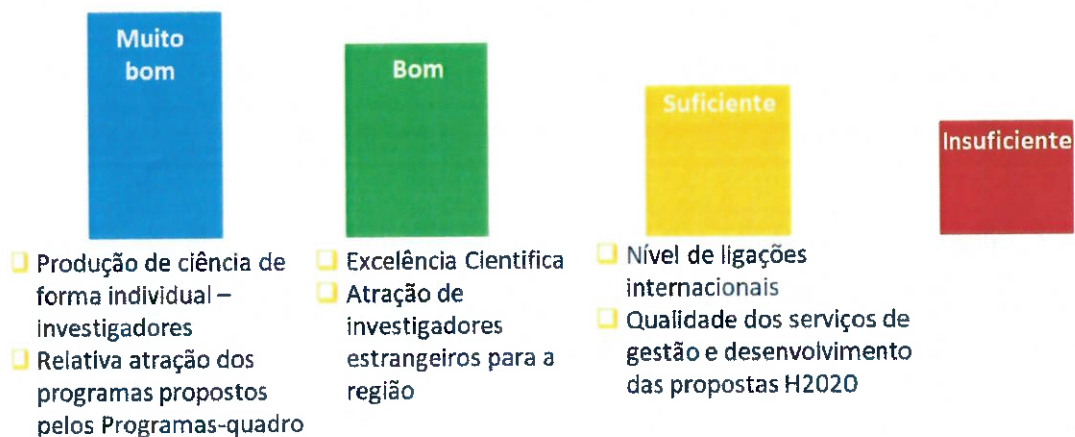 Muito
bom
Bom
Suficiente
Insuficiente
❑ Produção de ciência de
forma individual –
investigadores
❑ Relativa atração dos
programas propostos
pelos Programas-quadro
❑ Excelência Cientifica
❑ Atração de
investigadores
estrangeiros para a
região
❑ Nível de ligações
internacionais
❑ Qualidade dos serviços de
gestão e desenvolvimento
das propostas H2020